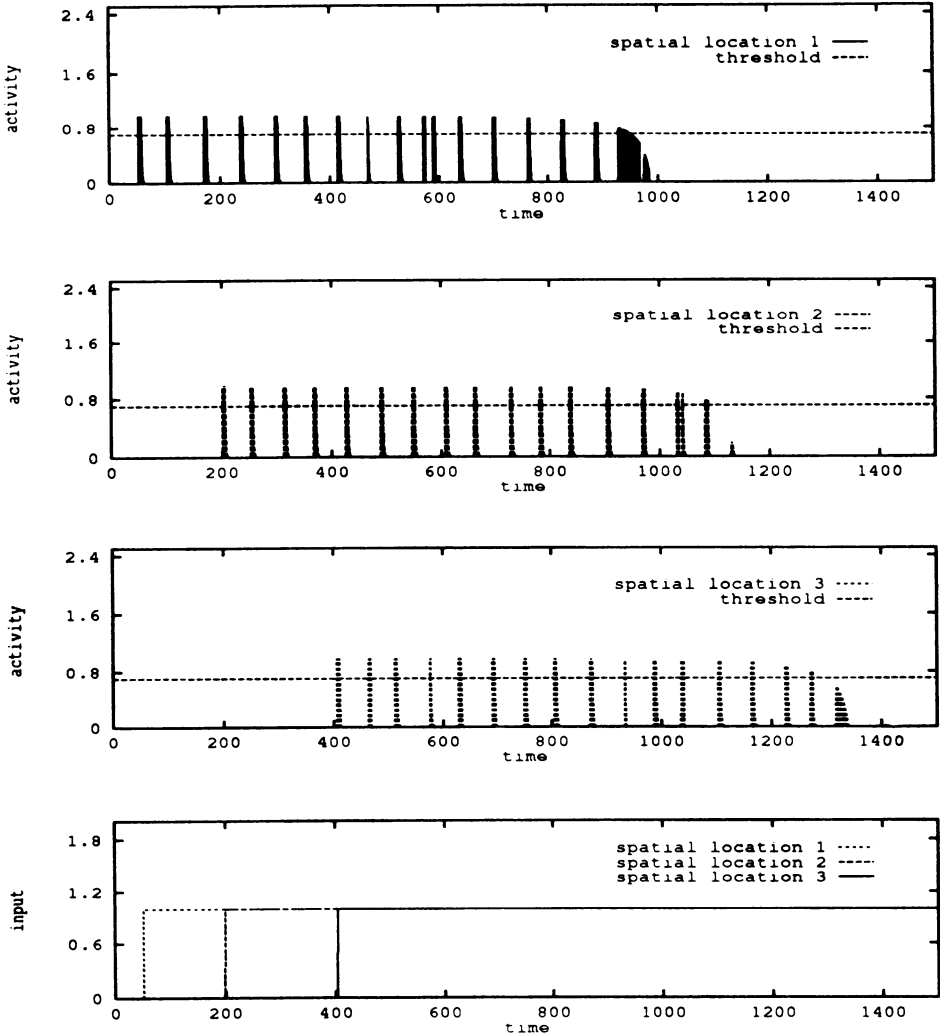 2.4
spatial location 1
threshold
1.6
activity
0.8
0
0 200 400 600 800 1000 1200 1400
time
2.4
spatial location 2
threshold
1.6
activity
0.8
0
0 200 400 600 800 1000 1200 1400
time
2.4
spatial location 3
threshold
1.6
activity
0.8
0
0 200 400 600 800 1000 1200 1400
time
1.8
spatial location 1
spatial location 2
spatial location 3
1.2
input
0.6
0
0 200 400 600 800 1000 1200 1400
time